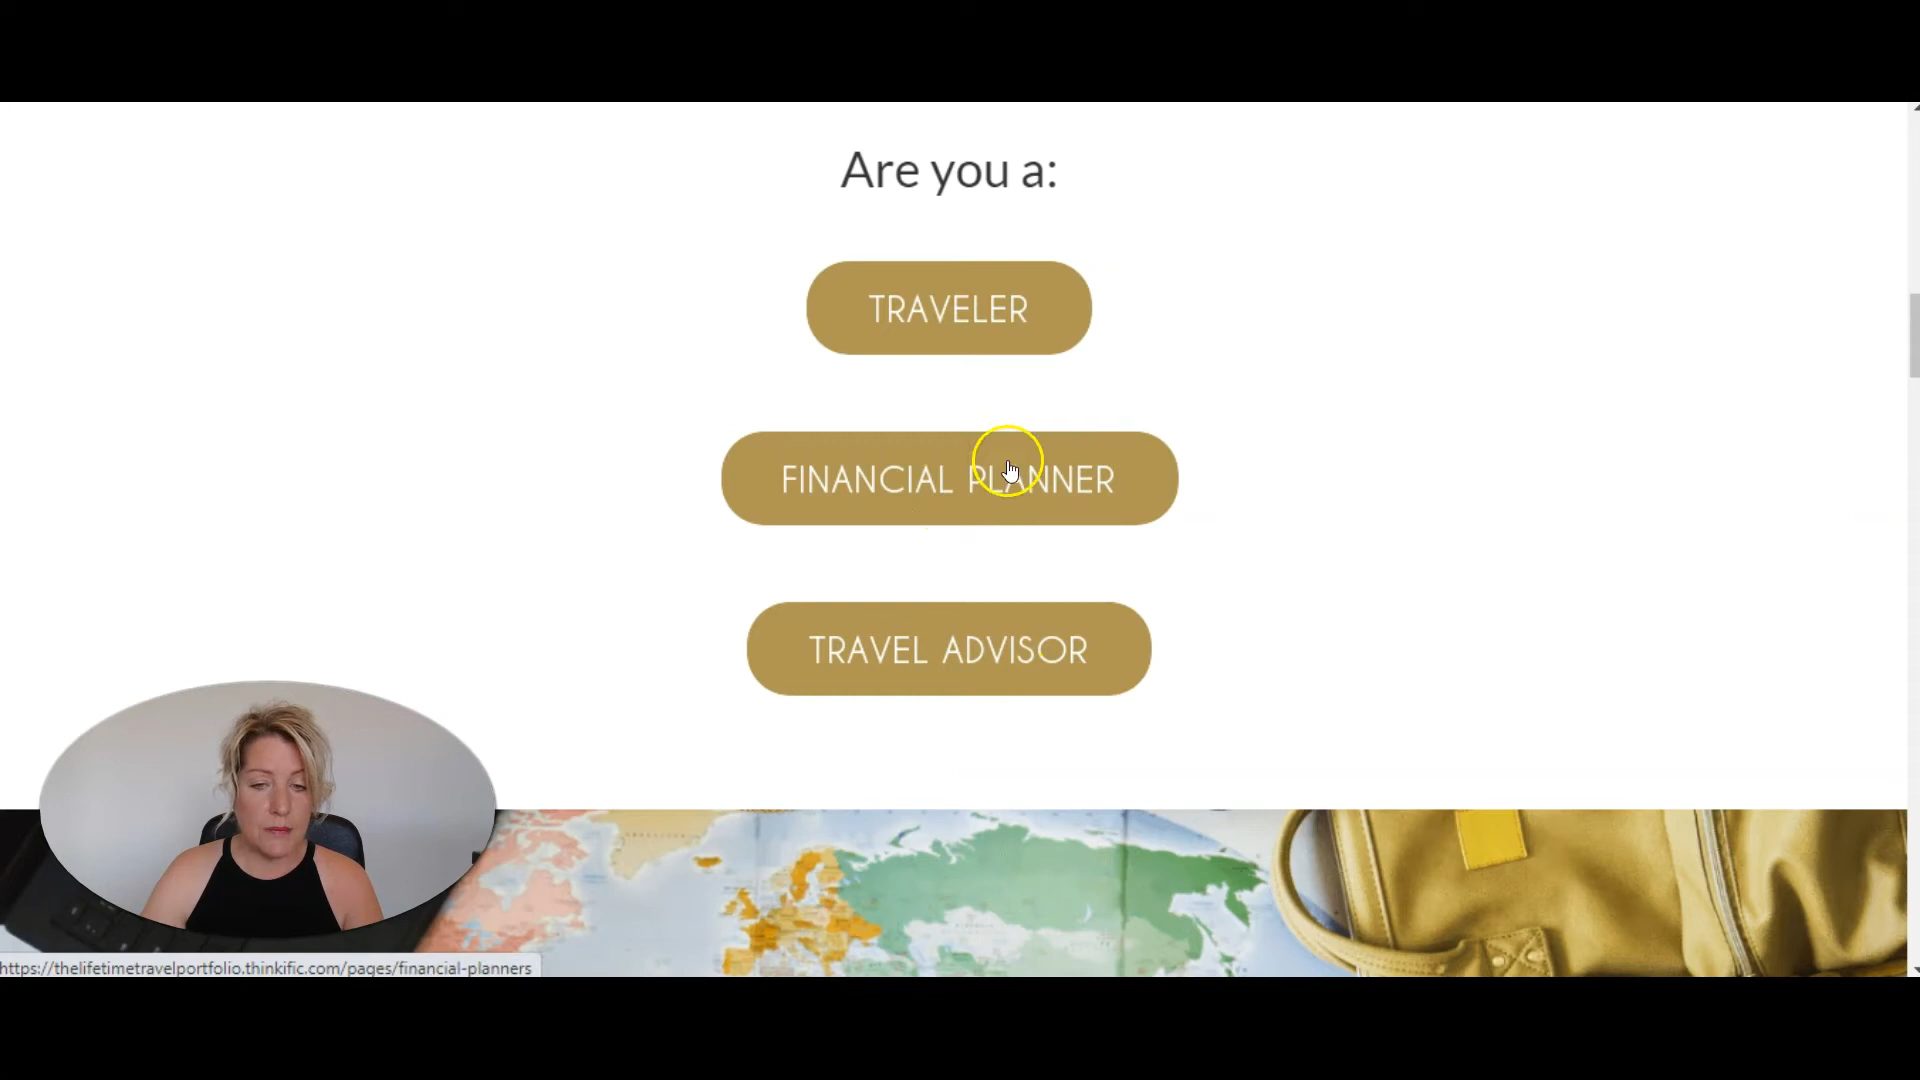 Are you a:
TRAVELER
FINANCIAL PLANNER
TRAVEL ADVISOR
https://thelifetimetravelportfolio.thinkific.com/pages/financial-planners